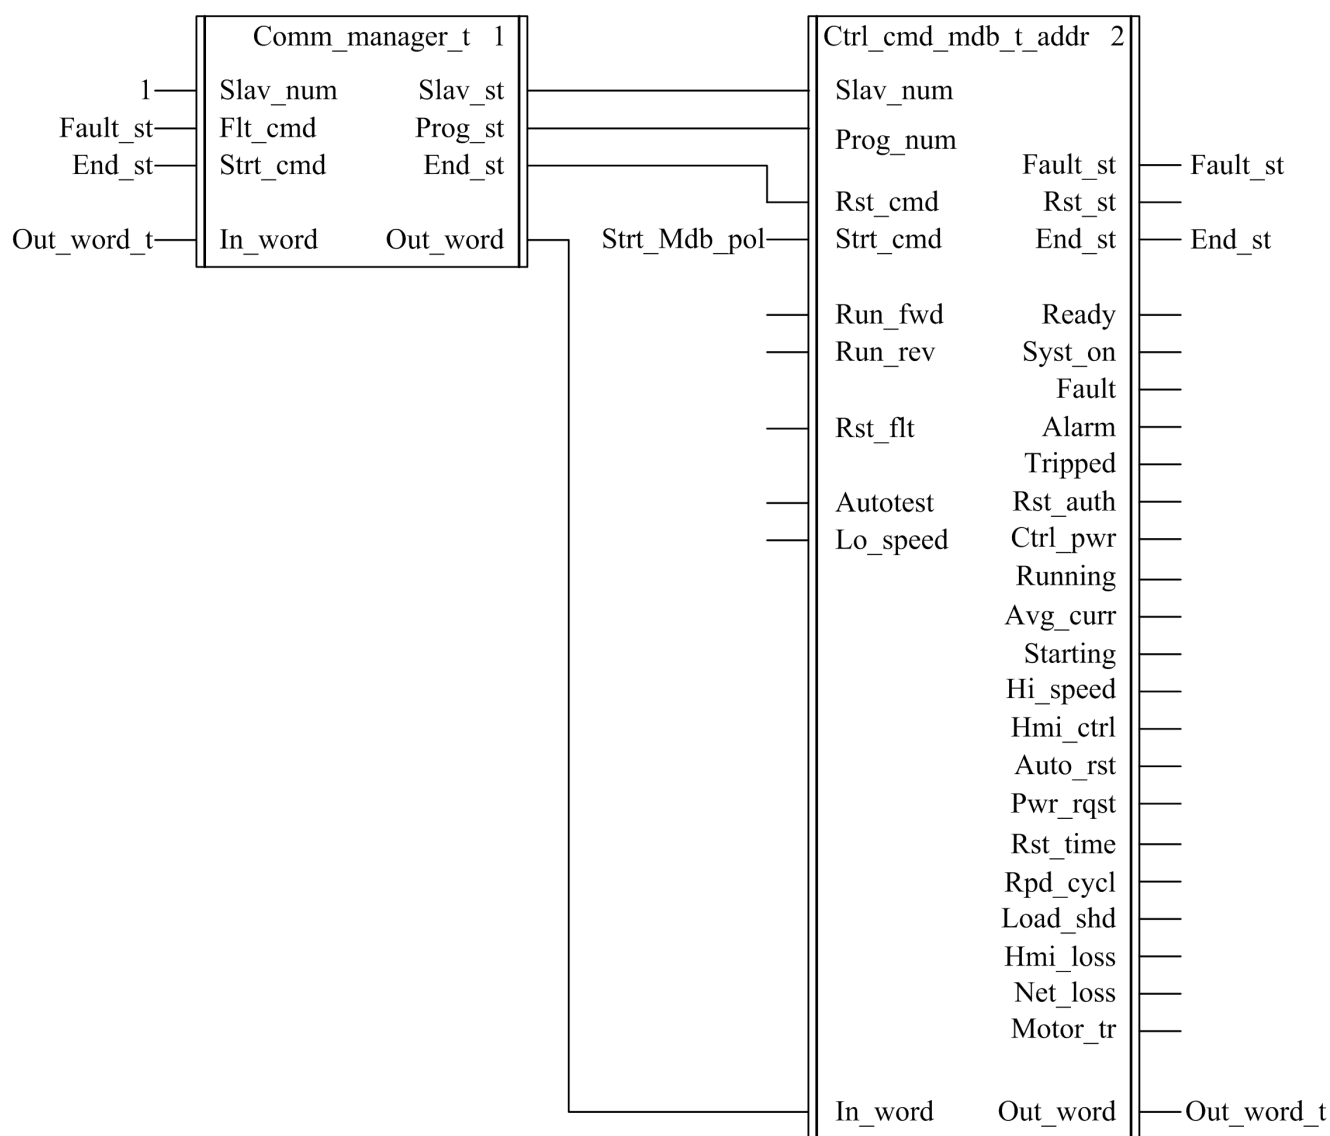 Comm_manager_t 1
1 Slav_num Slav_st
Fault_st Flt_cmd Prog_st
End_st Strt_cmd End_st
Out_word_t In_word Out_word
Ctrl_cmd_mdb_t_addr 2
Slav_num
Prog_num
Fault_st Fault_st
Rst_cmd Rst_st
Strt_Mdb_pol Strt_cmd End_st End_st
Run_fwd Ready
Run_rev Syst_on
Fault
Rst_flt Alarm
Tripped
Autotest Rst_auth
Lo_speed Ctrl_pwr
Running
Avg_curr
Starting
Hi_speed
Hmi_ctrl
Auto_rst
Pwr_rqst
Rst_time
Rpd_cycl
Load_shd
Hmi_loss
Net_loss
Motor_tr
In_word Out_word Out_word_t